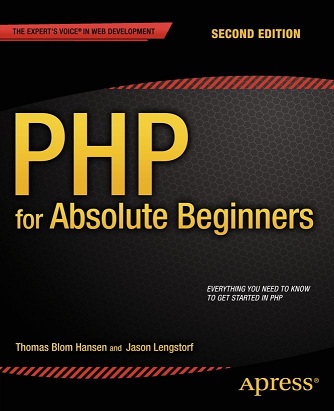 THE EXPERT'S VOICE® IN WEB DEVELOPMENT
SECOND EDITION
PHP
for Absolute Beginners
EVERYTHING YOU NEED TO KNOW
TO GET STARTED IN PHP
Thomas Blom Hansen and Jason Lengstorf
Apress®